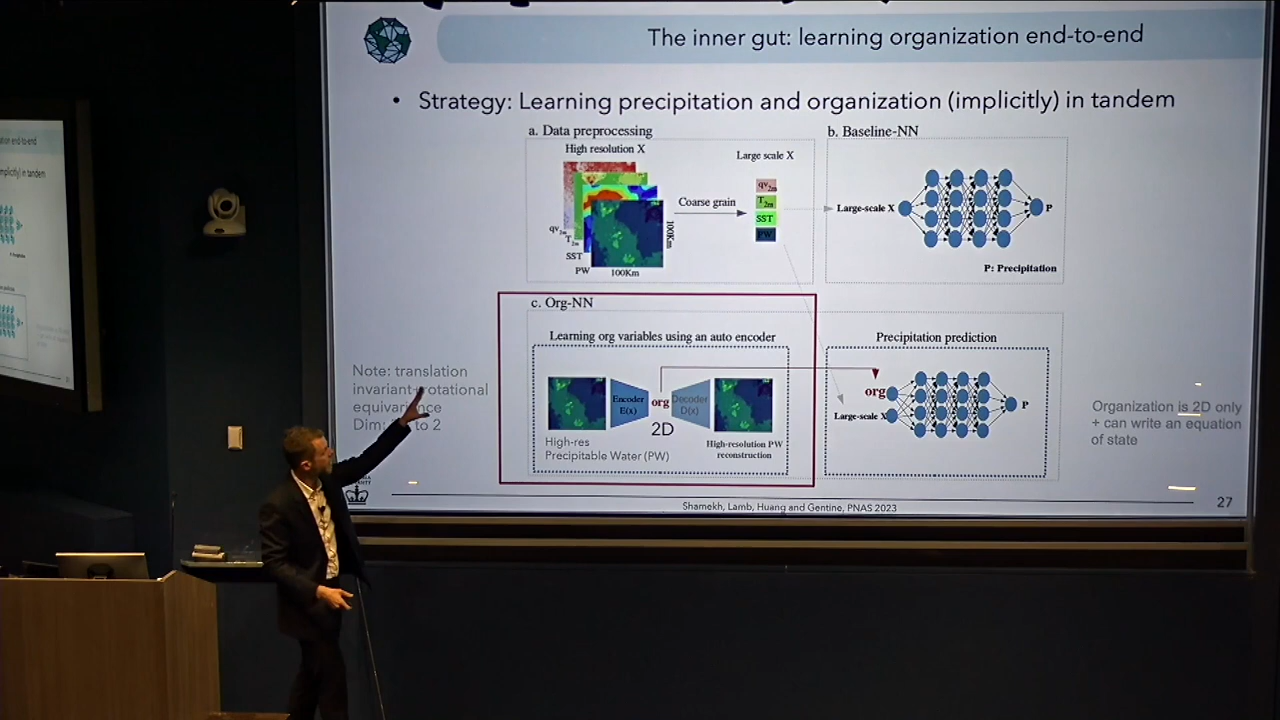 The inner gut: learning organization end-to-end
• Strategy: Learning precipitation and organization (implicitly) in tandem
a. Data preprocessing
High resolution X
qv2m
T2m
SST
PW
100Km
100Km
Coarse grain
Large scale X
qv2m
T2m
SST
PW
b. Baseline-NN
Large-scale X
P
P: Precipitation
c. Org-NN
Learning org variables using an auto encoder
Encoder
E(x)
org
2D
Decoder
D(x)
High-res
Precipitable Water (PW)
High-resolution PW
reconstruction
Precipitation prediction
org
Large-scale X
P
Note: translation
invariant-rotational
equivariance
Dim: to 2
Organization is 2D only
+ can write an equation
of state
Shamekh, Lamb, Huang and Gentine, PNAS 2023
27